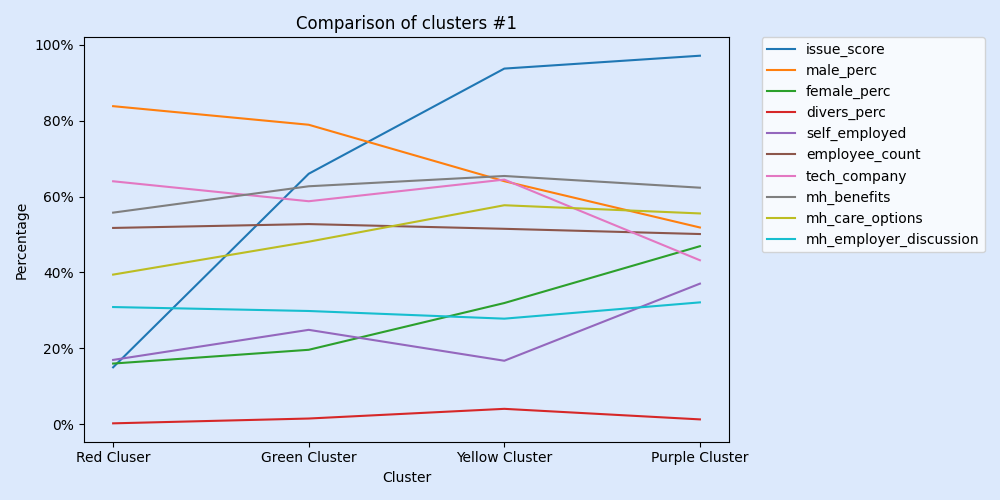 Comparison of clusters #1
100%
80%
60%
40%
20%
0%
Percentage
Red Cluser
Green Cluster
Yellow Cluster
Purple Cluster
Cluster
issue_score
male_perc
female_perc
divers_perc
self_employed
employee_count
tech_company
mh_benefits
mh_care_options
mh_employer_discussion